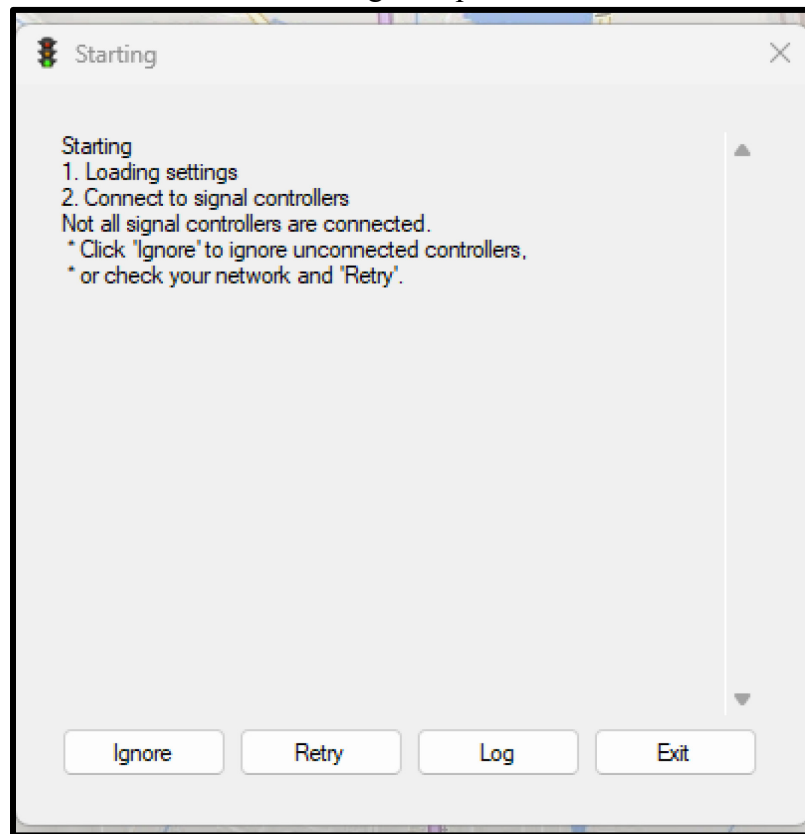 Starting
Starting
1. Loading settings
2. Connect to signal controllers
Not all signal controllers are connected.
* Click 'Ignore' to ignore unconnected controllers,
* or check your network and 'Retry'.
Ignore
Retry
Log
Exit